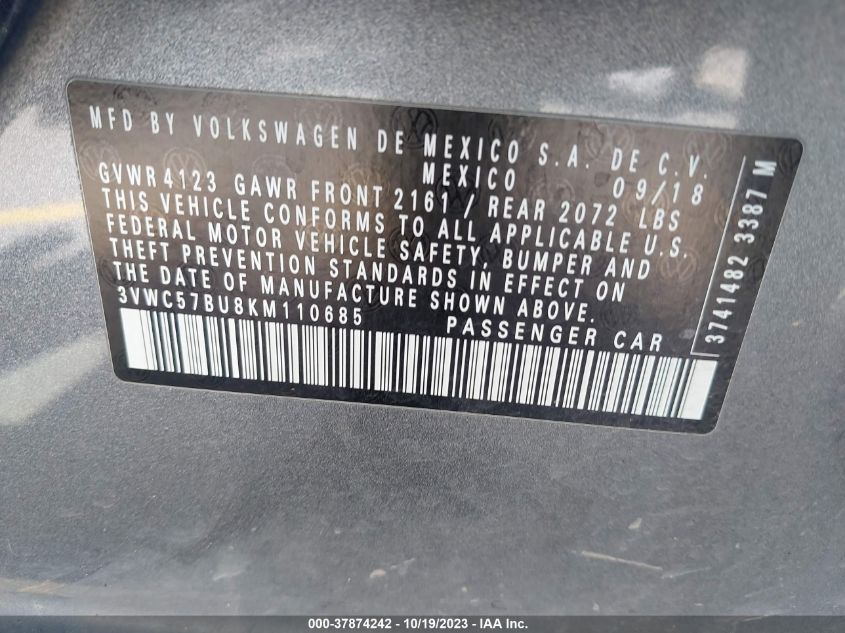 MFD BY VOLKSWAGEN DE MEXICO S.A. DE C.V.
MEXICO 09/18
GVWR 4123 GAWR FRONT 2161 / REAR 2072 LBS
THIS VEHICLE CONFORMS TO ALL APPLICABLE U.S.
FEDERAL MOTOR VEHICLE SAFETY, BUMPER AND
THEFT PREVENTION STANDARDS IN EFFECT ON
THE DATE OF MANUFACTURE SHOWN ABOVE.
3VWC57BU8KM110685 PASSENGER CAR
3741482 3387 M
000-37874242 - 10/19/2023 - IAA Inc.